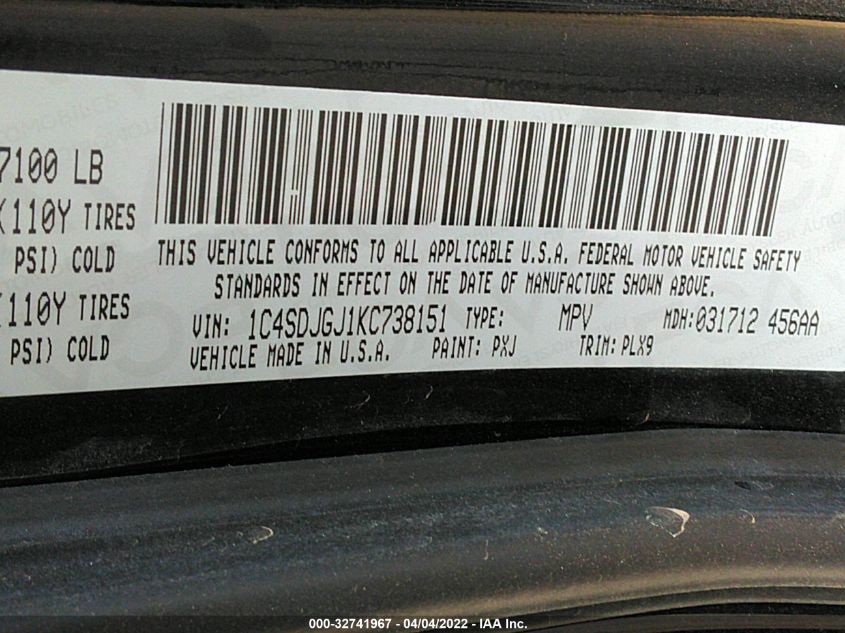 7100 LB
110Y TIRES
PSI) COLD
110Y TIRES
PSI) COLD
THIS VEHICLE CONFORMS TO ALL APPLICABLE U.S.A. FEDERAL MOTOR VEHICLE SAFETY
STANDARDS IN EFFECT ON THE DATE OF MANUFACTURE SHOWN ABOVE.
VIN: 1C4SDJGJ1KC738151 TYPE: MPV MDH:031712 456AA
VEHICLE MADE IN U.S.A. PAINT: PXJ TRIM: PLX9
000-32741967 - 04/04/2022 - IAA Inc.